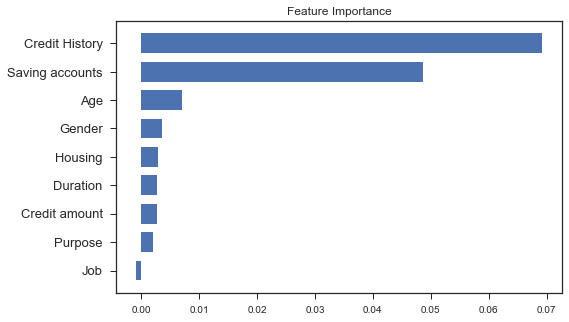 Feature Importance
Credit History
Saving accounts
Age
Gender
Housing
Duration
Credit amount
Purpose
Job
0.00 0.01 0.02 0.03 0.04 0.05 0.06 0.07